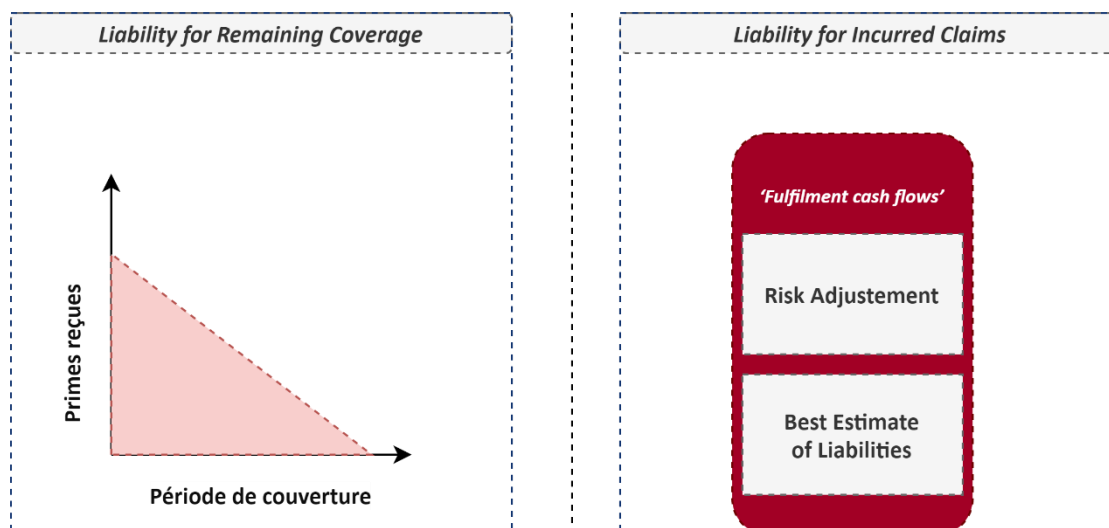 Liability for Remaining Coverage
Primes reçues
Période de couverture
Liability for Incurred Claims
‘Fulfilment cash flows’
Risk Adjustement
Best Estimate
of Liabilities